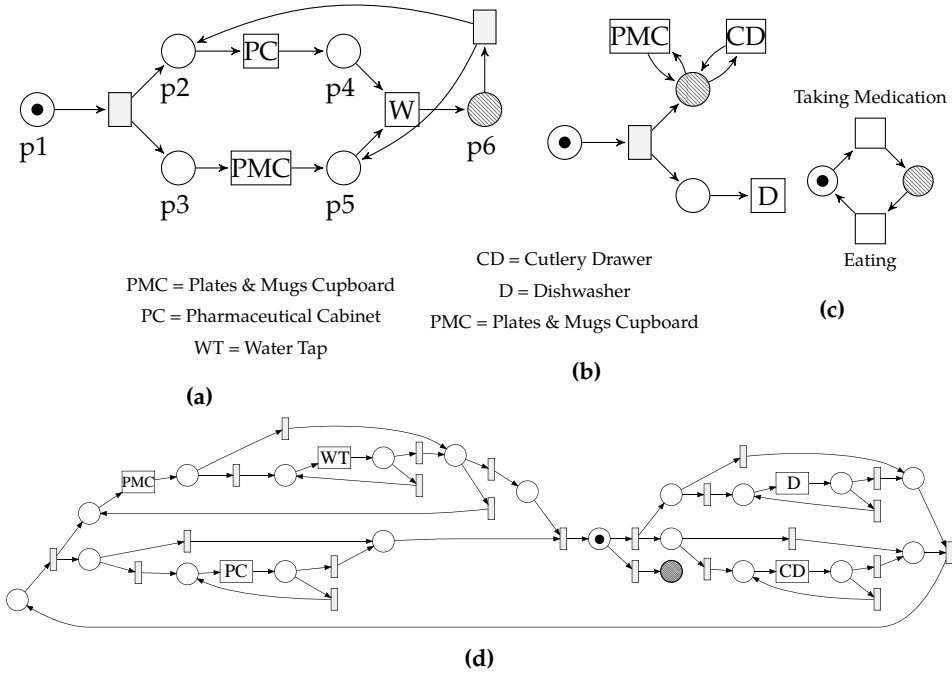 p1
p2
PC
p4
W
p6
p3
PMC
p5
PMC = Plates & Mugs Cupboard
PC = Pharmaceutical Cabinet
WT = Water Tap
(a)
PMC
CD
D
CD = Cutlery Drawer
D = Dishwasher
PMC = Plates & Mugs Cupboard
(b)
Taking Medication
Eating
(c)
PMC
WT
PC
D
CD
(d)